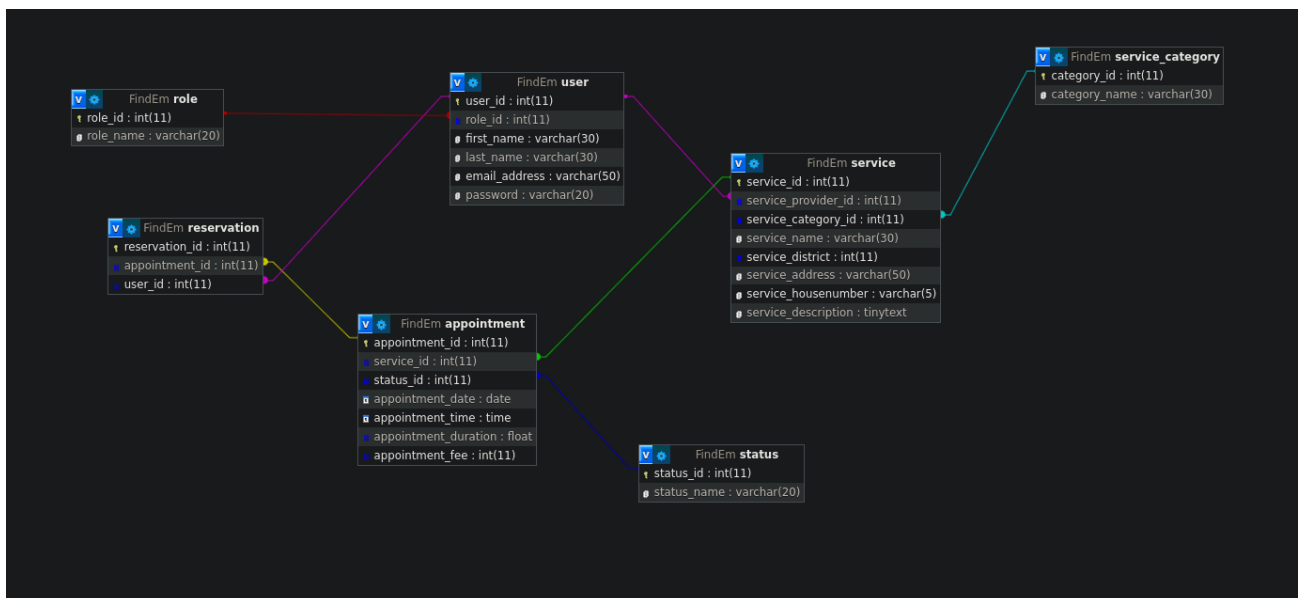 FindEm role
role_id : int(11)
role_name : varchar(20)
FindEm user
user_id : int(11)
role_id : int(11)
first_name : varchar(30)
last_name : varchar(30)
email_address : varchar(50)
password : varchar(20)
FindEm service_category
category_id : int(11)
category_name : varchar(30)
FindEm service
service_id : int(11)
service_provider_id : int(11)
service_category_id : int(11)
service_name : varchar(30)
service_district : int(11)
service_address : varchar(50)
service_housenumber : varchar(5)
service_description : tinytext
FindEm reservation
reservation_id : int(11)
appointment_id : int(11)
user_id : int(11)
FindEm appointment
appointment_id : int(11)
service_id : int(11)
status_id : int(11)
appointment_date : date
appointment_time : time
appointment_duration : float
appointment_fee : int(11)
FindEm status
status_id : int(11)
status_name : varchar(20)